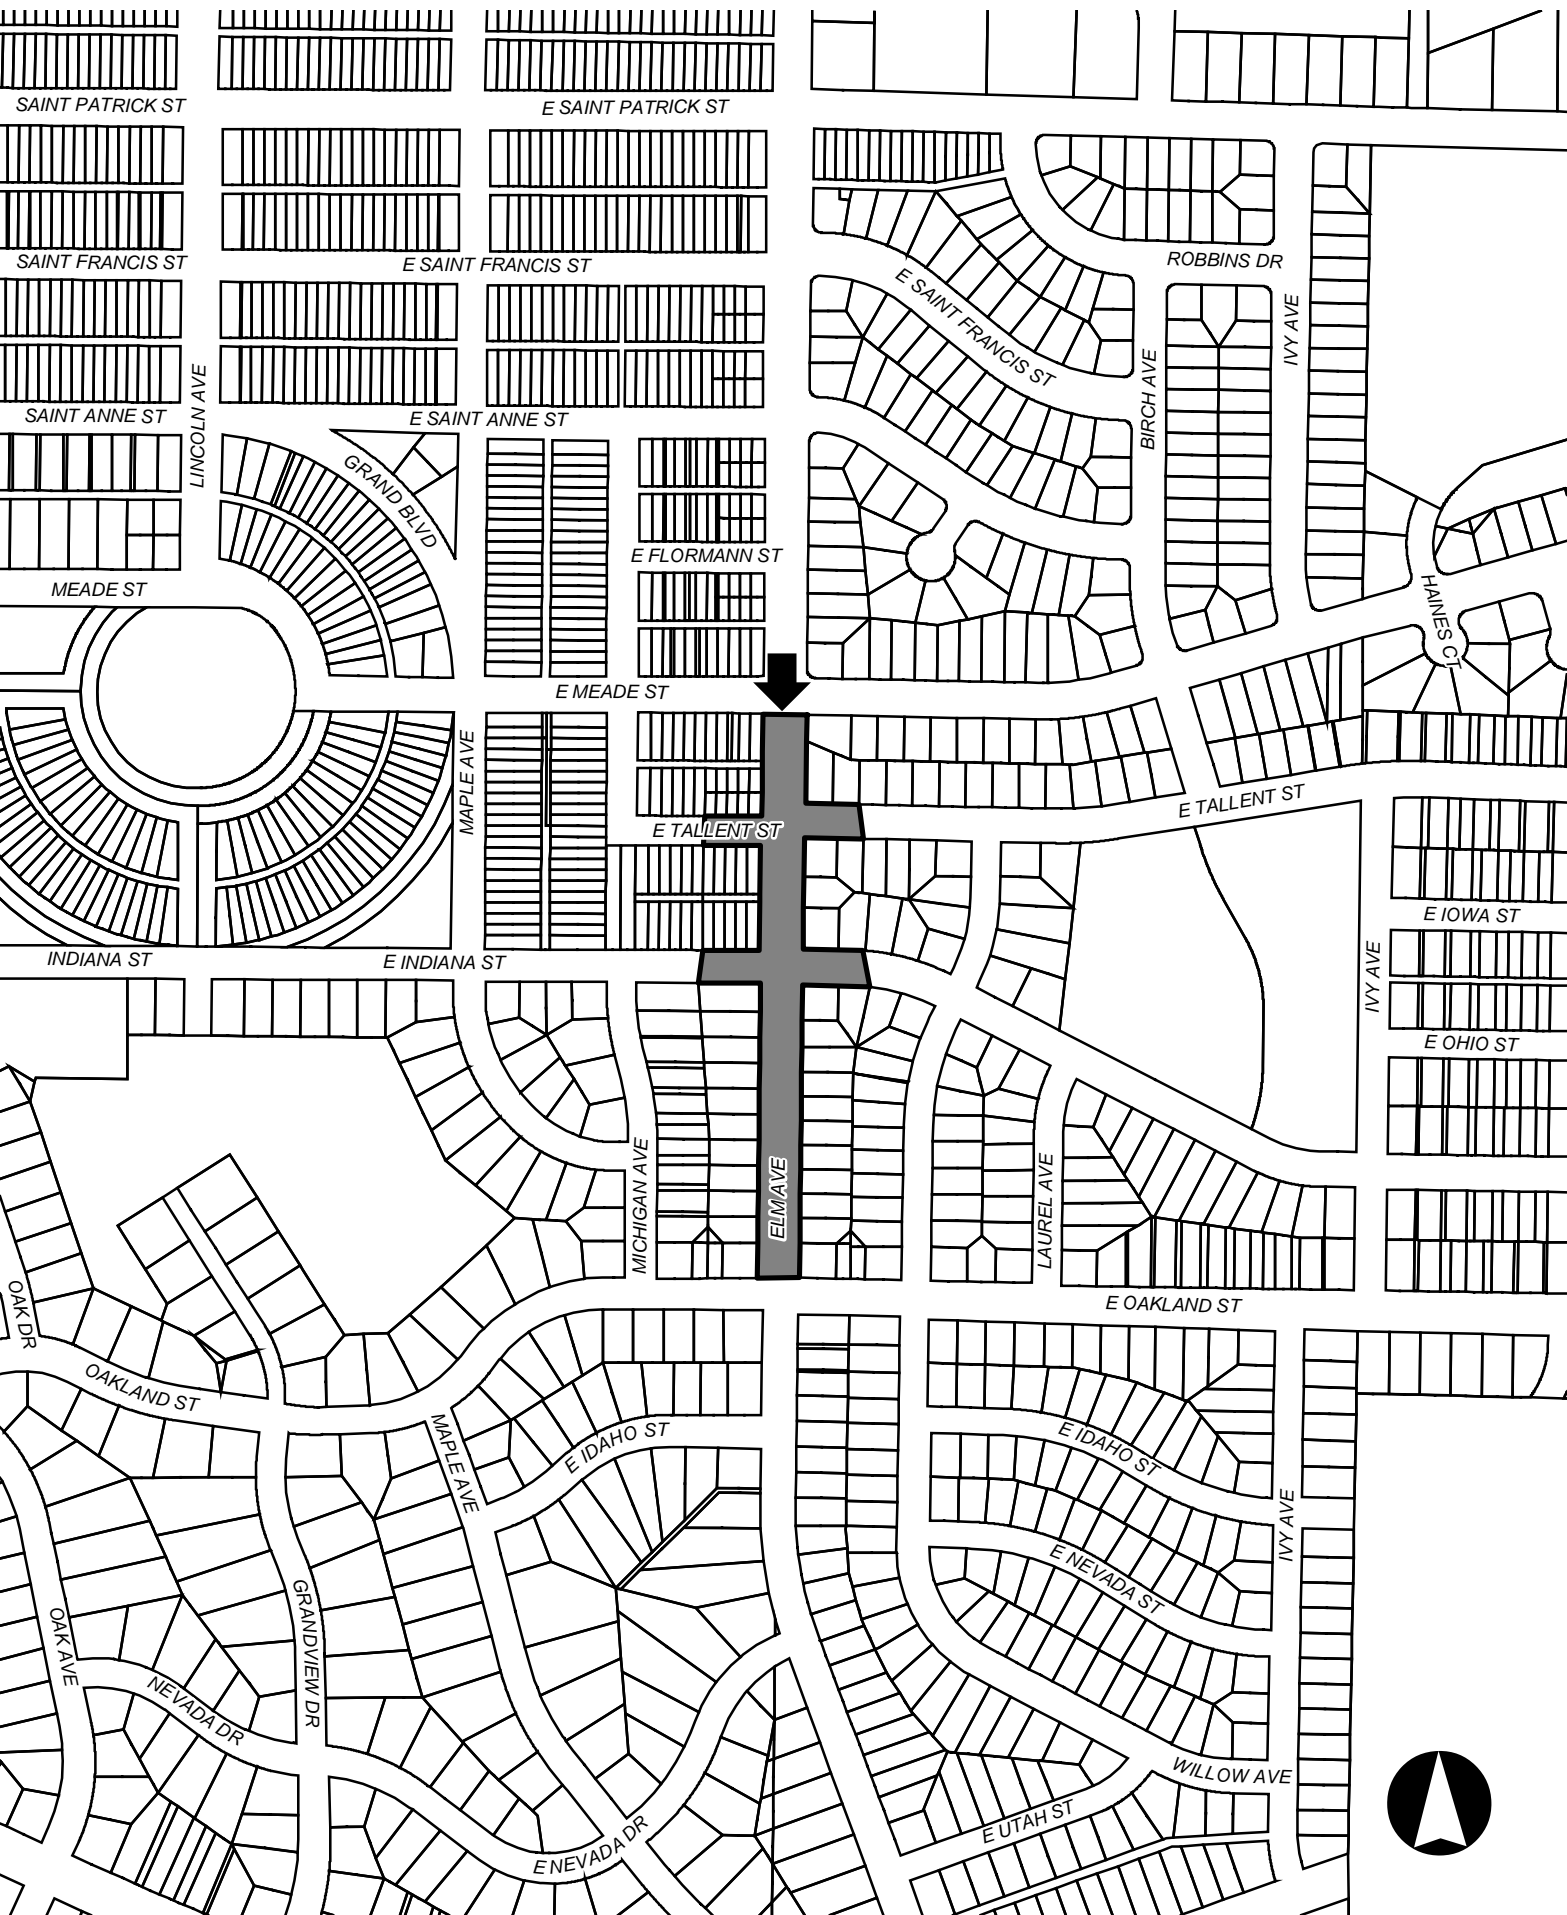 SAINT PATRICK ST
E SAINT PATRICK ST
SAINT FRANCIS ST
E SAINT FRANCIS ST
ROBBINS DR
E SAINT FRANCIS ST
IVY AVE
BIRCH AVE
LINCOLN AVE
SAINT ANNE ST
E SAINT ANNE ST
GRAND BLVD
E FLORMANN ST
MEADE ST
HAINES CT
E MEADE ST
MAPLE AVE
E TALLENT ST
E TALLENT ST
E IOWA ST
INDIANA ST
E INDIANA ST
IVY AVE
E OHIO ST
MICHIGAN AVE
ELM AVE
LAUREL AVE
OAK DR
E OAKLAND ST
OAKLAND ST
MAPLE AVE
E IDAHO ST
E IDAHO ST
IVY AVE
E NEVADA ST
OAK AVE
GRANDVIEW DR
NEVADA DR
WILLOW AVE
E UTAH ST
E NEVADA DR